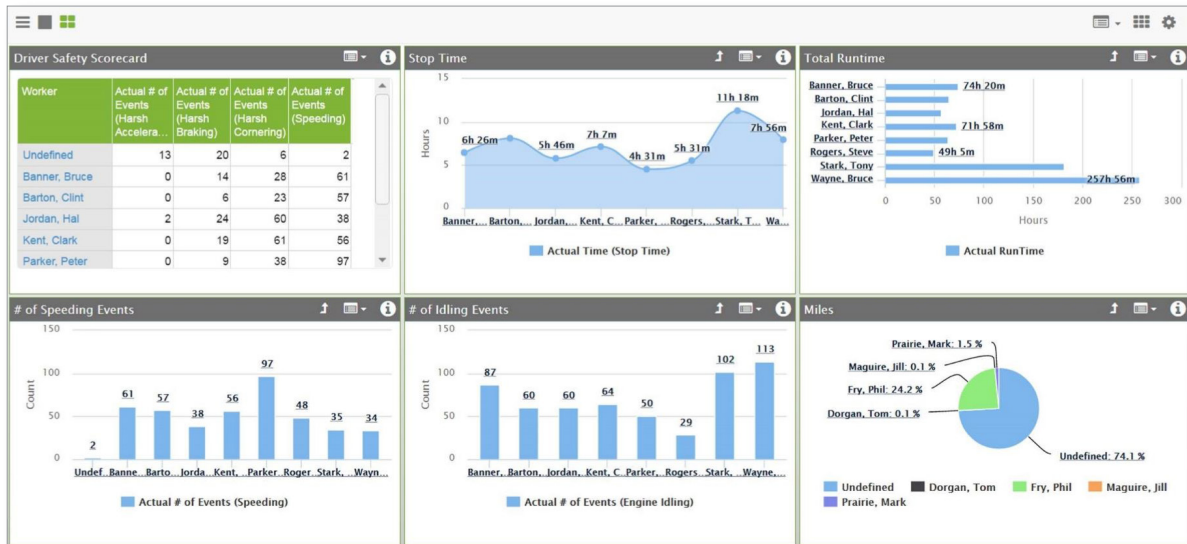 Driver Safety Scorecard
Worker
Actual # of Events (Harsh Accelera...
Actual # of Events (Harsh Braking)
Actual # of Events (Harsh Cornering)
Actual # of Events (Speeding)
Undefined 13 20 6 2
Banner, Bruce 0 14 28 61
Barton, Clint 0 6 23 57
Jordan, Hal 2 24 60 38
Kent, Clark 0 19 61 56
Parker, Peter 0 9 38 97
Stop Time
15
10
5
0
Hours
6h 26m
5h 46m
7h 7m
4h 31m
5h 31m
11h 18m
7h 56m
Banner,... Barton,... Jordan,... Kent, C... Parker, ... Rogers,... Stark, T... Wa...
Actual Time (Stop Time)
Total Runtime
Banner, Bruce 74h 20m
Barton, Clint
Jordan, Hal
Kent, Clark 71h 58m
Parker, Peter
Rogers, Steve 49h 5m
Stark, Tony
Wayne, Bruce 257h 56m
0 50 100 150 200 250 300
Hours
Actual RunTime
# of Speeding Events
150
100
50
0
Count
2 61 57 38 56 97 48 35 34
Undef... Banne... Barto... Jorda... Kent, ... Parker... Roger... Stark, ... Wayn...
Actual # of Events (Speeding)
# of Idling Events
150
100
50
0
Count
87 60 60 64 50 29 102 113
Banner,... Barton,... Jordan,... Kent, C... Parker,... Rogers... Stark, ... Wayne,...
Actual # of Events (Engine Idling)
Miles
Prairie, Mark: 1.5 %
Maguire, Jill: 0.1 %
Fry, Phil: 24.2 %
Dorgan, Tom: 0.1 %
Undefined: 74.1 %
Undefined Dorgan, Tom Fry, Phil Maguire, Jill
Prairie, Mark